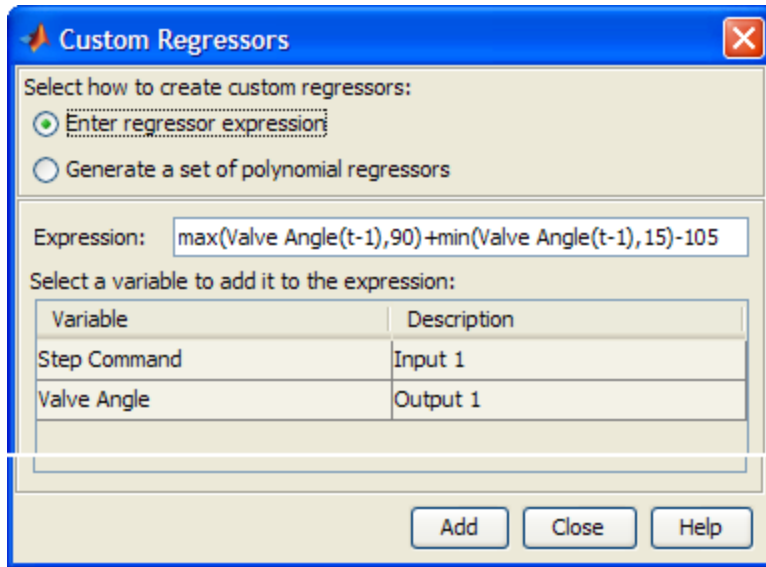 Custom Regressors
Select how to create custom regressors:
Enter regressor expression
Generate a set of polynomial regressors
Expression: max(Valve Angle(t-1),90)+min(Valve Angle(t-1),15)-105
Select a variable to add it to the expression:
Variable Description
Step Command Input 1
Valve Angle Output 1
Add Close Help